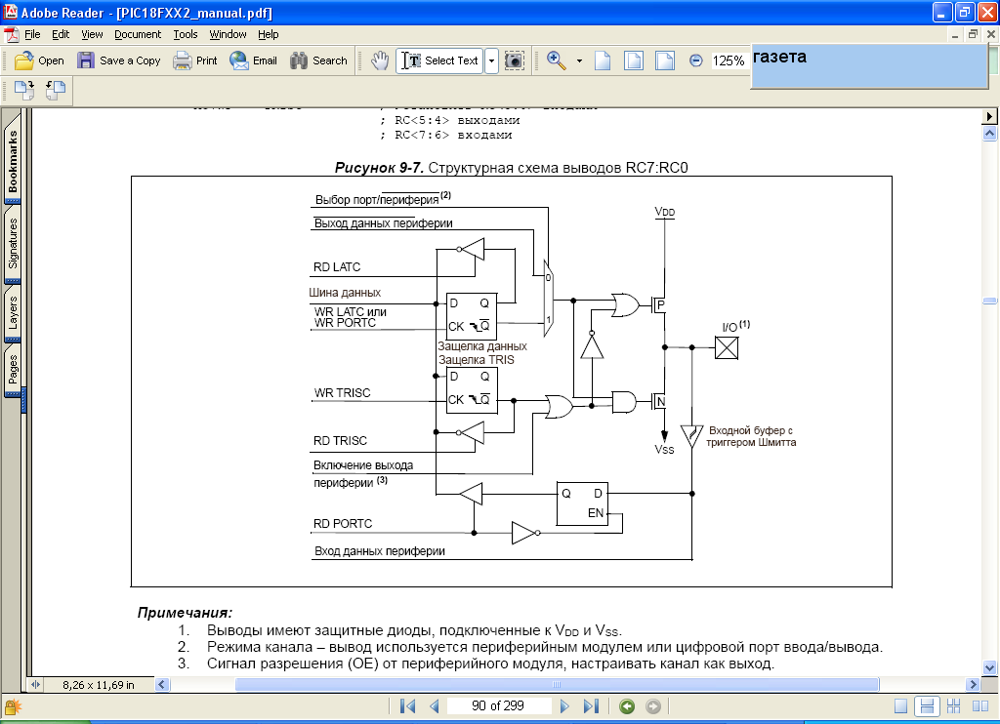 Adobe Reader - [PIC18FXX2_manual.pdf]
File Edit View Document Tools Window Help
Open Save a Copy Print Email Search Select Text 125%
газета
; RC<5:4> выходами
; RC<7:6> входами
Bookmarks
Signatures
Layers
Pages
Рисунок 9-7. Структурная схема выводов RC7:RC0
Выбор порт/периферия (2)
Выход данных периферии
RD LATC
Шина данных
WR LATC или
WR PORTC
D Q
CK Q
Защелка данных
Защелка TRIS
D Q
CK Q
WR TRISC
RD TRISC
Включение выхода
периферии (3)
RD PORTC
Вход данных периферии
0
1
VDD
P
I/O (1)
N
VSS
Входной буфер с
триггером Шмитта
Q D
EN
Примечания:
1. Выводы имеют защитные диоды, подключенные к VDD и VSS.
2. Режима канала – вывод используется периферийным модулем или цифровой порт ввода/вывода.
3. Сигнал разрешения (OE) от периферийного модуля, настраивать канал как выход.
8,26 x 11,69 in
90 of 299